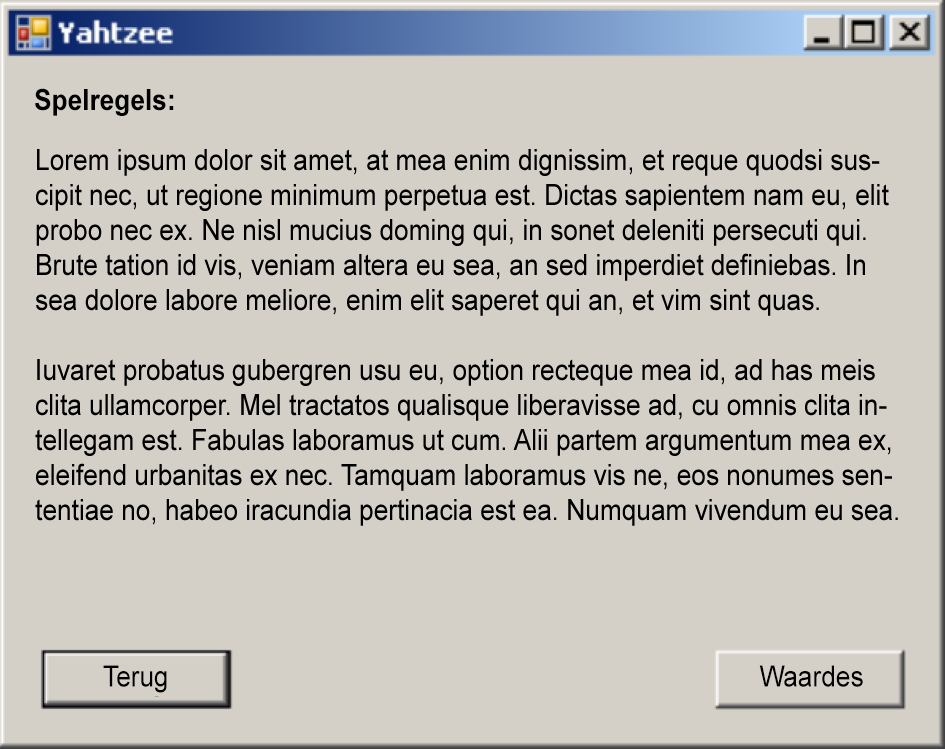 Yahtzee
Spelregels:
Lorem ipsum dolor sit amet, at mea enim dignissim, et reque quodsi sus-
cipit nec, ut regione minimum perpetua est. Dictas sapientem nam eu, elit
probo nec ex. Ne nisl mucius doming qui, in sonet deleniti persecuti qui.
Brute tation id vis, veniam altera eu sea, an sed imperdiet definiebas. In
sea dolore labore meliore, enim elit saperet qui an, et vim sint quas.
Iuvaret probatus gubergren usu eu, option recteque mea id, ad has meis
clita ullamcorper. Mel tractatos qualisque liberavisse ad, cu omnis clita in-
tellegam est. Fabulas laboramus ut cum. Alii partem argumentum mea ex,
eleifend urbanitas ex nec. Tamquam laboramus vis ne, eos nonumes sen-
tentiae no, habeo iracundia pertinacia est ea. Numquam vivendum eu sea.
Terug
Waardes